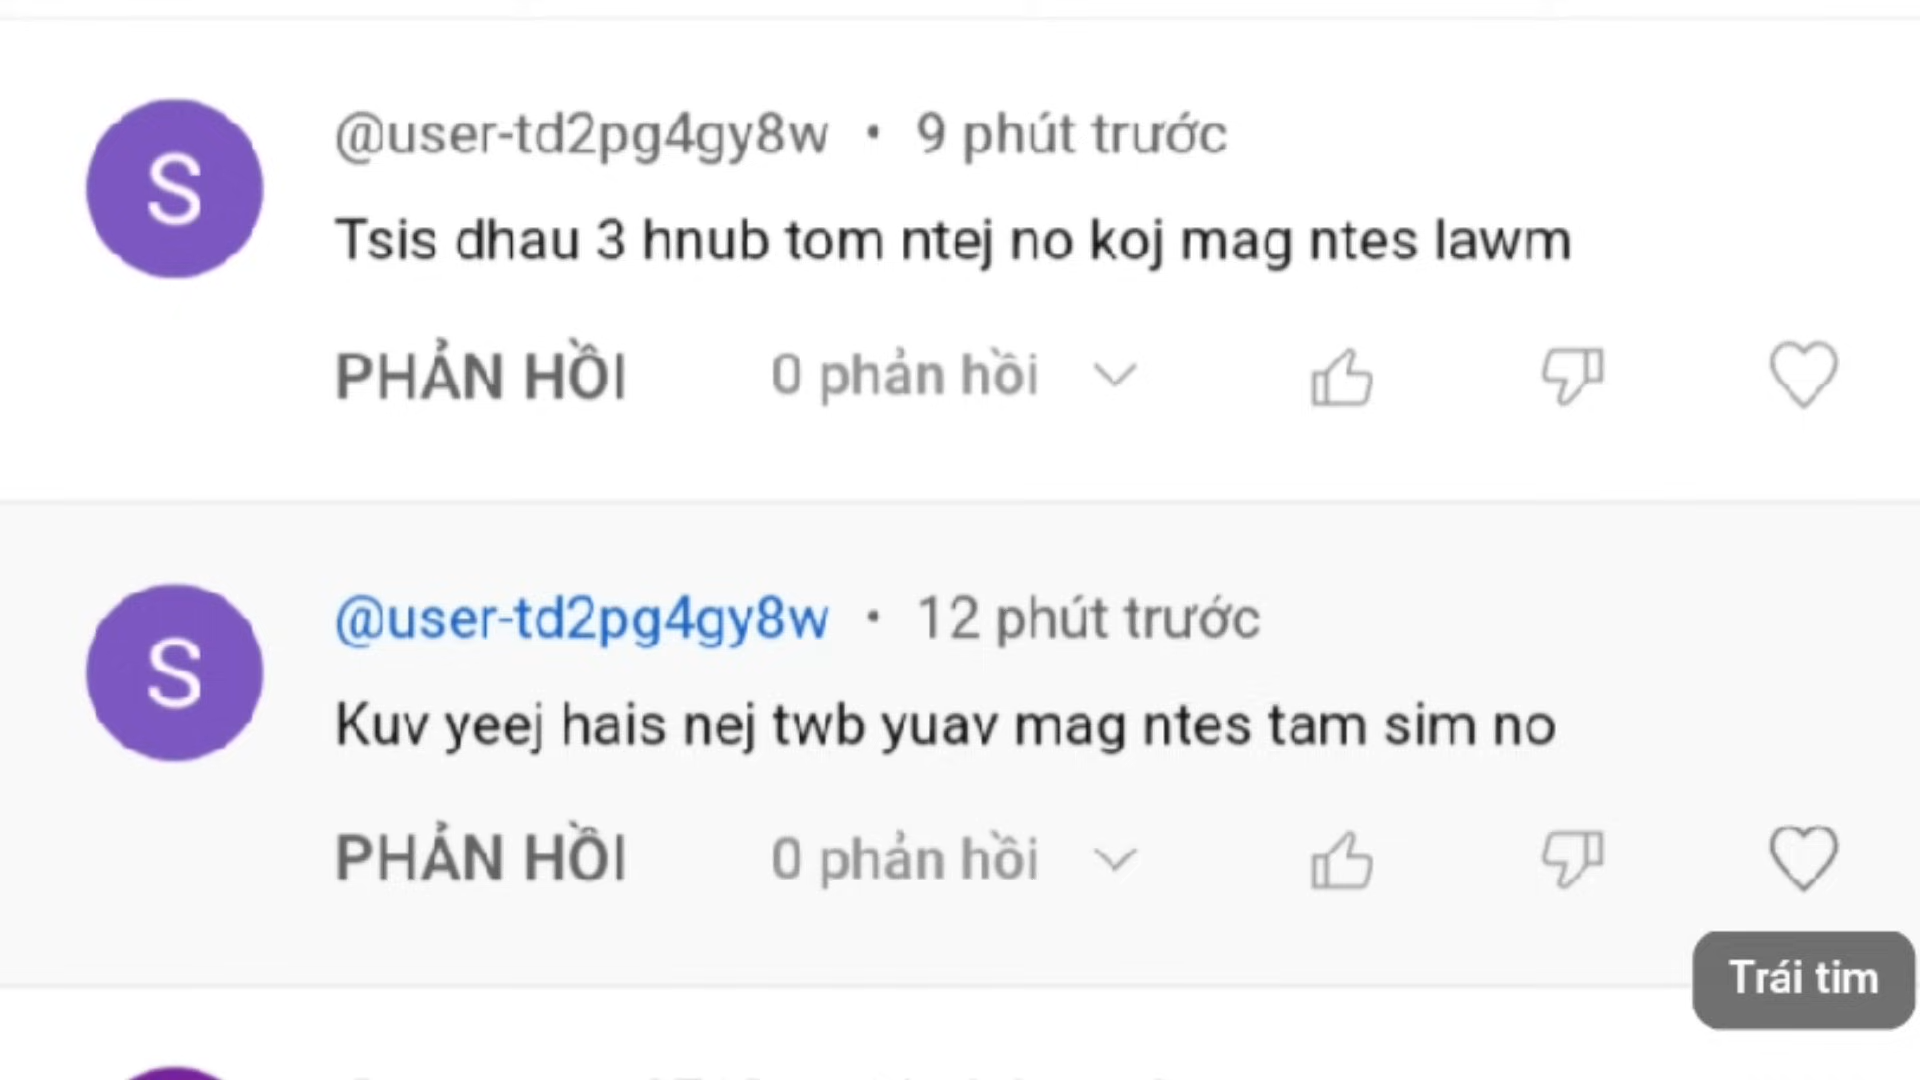 S
@user-td2pg4gy8w • 9 phút trước
Tsis dhau 3 hnub tom ntej no koj mag ntes lawm
PHẢN HỒI 0 phản hồi
S
@user-td2pg4gy8w • 12 phút trước
Kuv yeej hais nej twb yuav mag ntes tam sim no
PHẢN HỒI 0 phản hồi
Trái tim